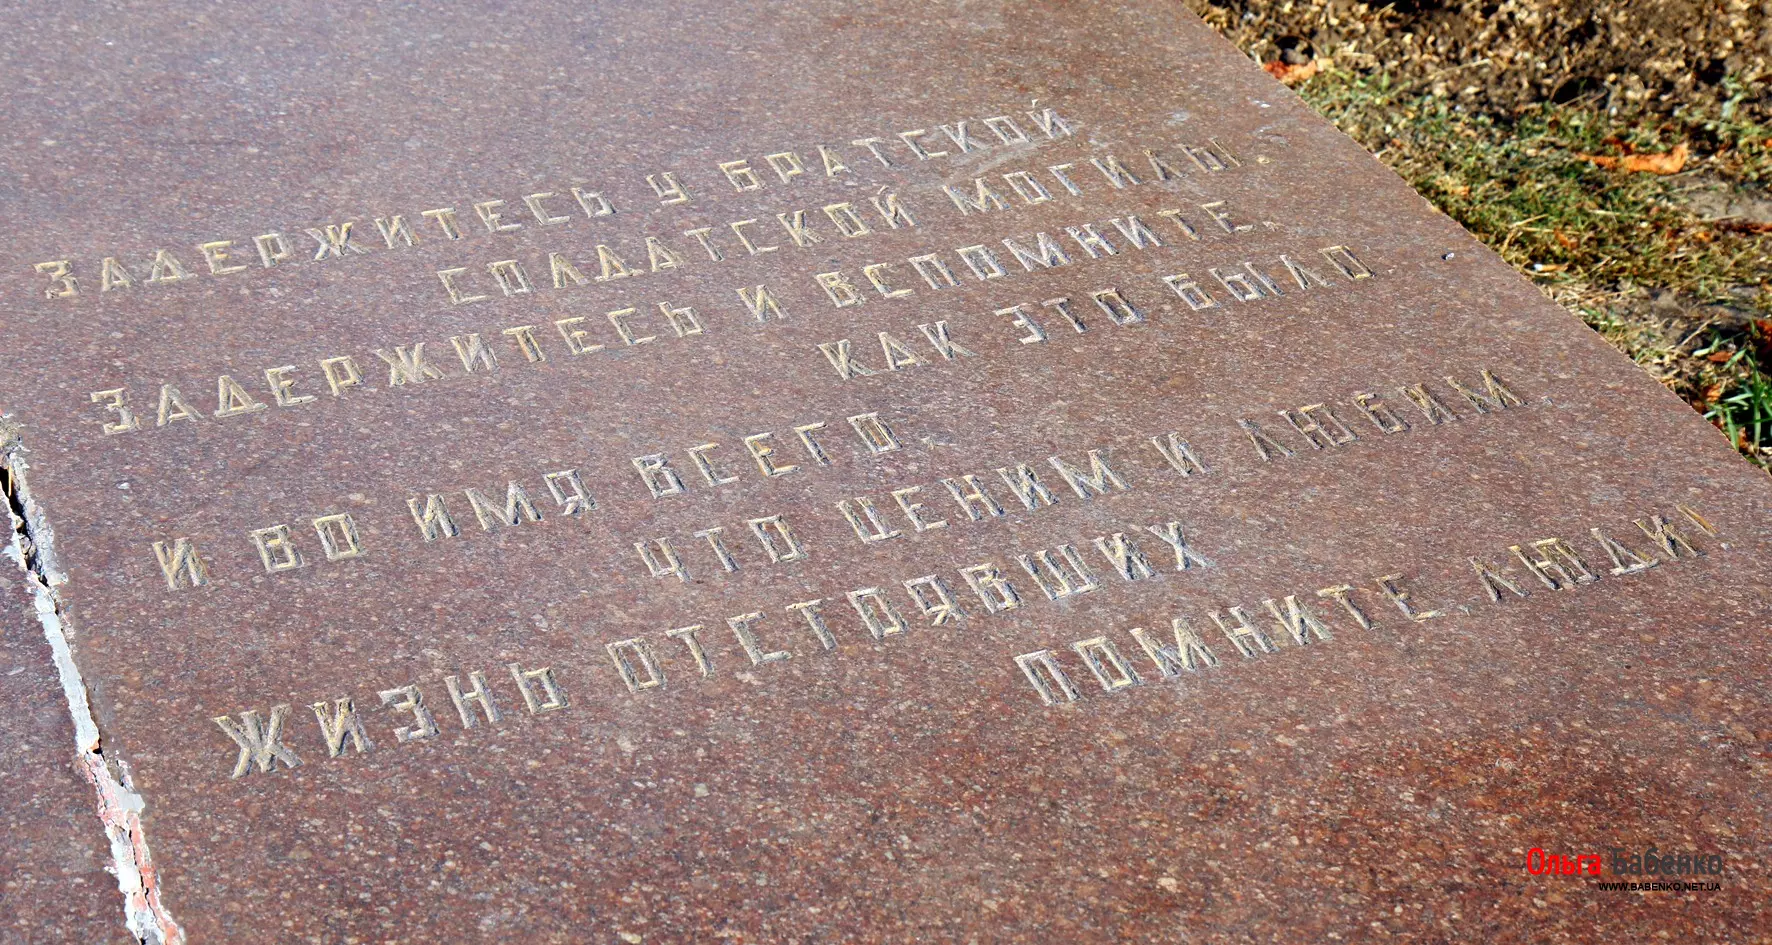 ЗАДЕРЖИТЕСЬ У БРАТСКОЙ
СОЛДАТСКОЙ МОГИЛЫ.
ЗАДЕРЖИТЕСЬ И ВСПОМНИТЕ,
КАК ЭТО БЫЛО
И ВО ИМЯ ВСЕГО,
ЧТО ЦЕНИМ И ЛЮБИМ
ЖИЗНЬ ОТСТОЯВШИХ
ПОМНИТЕ ЛЮДИ!
Ольга Бабенко
WWW.BABENKO.NET.UA